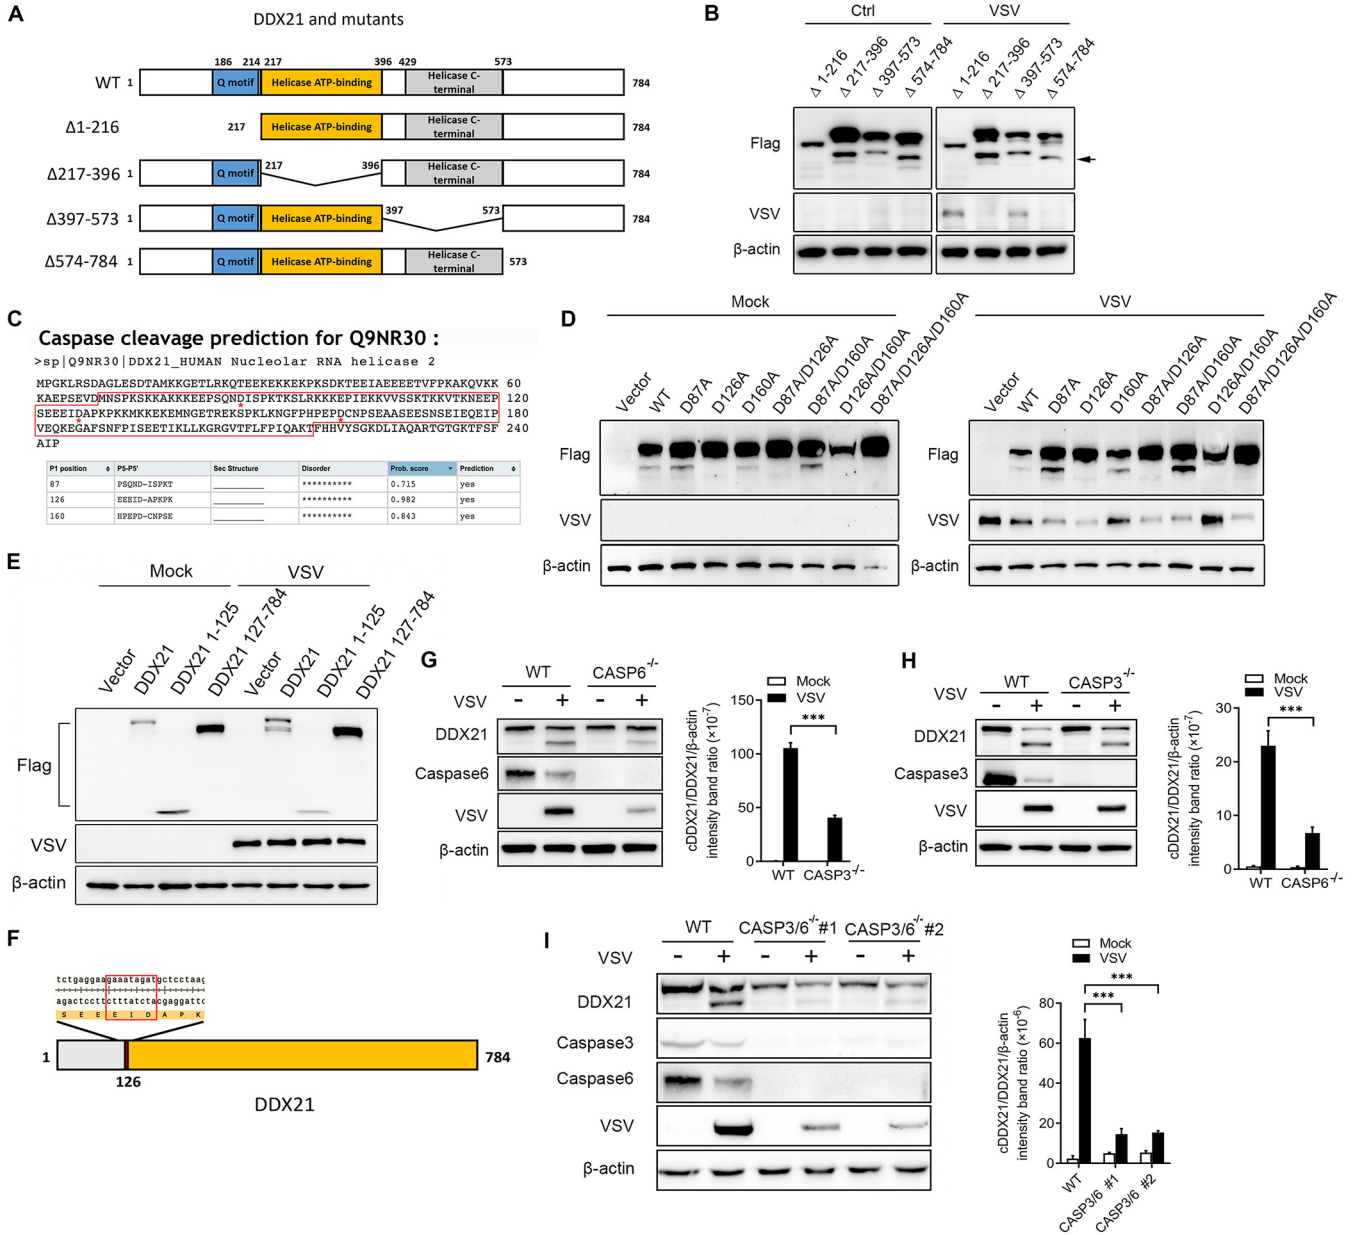 A
DDX21 and mutants
186 214 217 396 429 573
WT 1 Q motif Helicase ATP-binding Helicase C-terminal 784
Δ1-216 217 Helicase ATP-binding Helicase C-terminal 784
Δ217-396 1 Q motif 217 396 Helicase C-terminal 784
Δ397-573 1 Q motif Helicase ATP-binding 397 573 784
Δ574-784 1 Q motif Helicase ATP-binding Helicase C-terminal 573
B
Ctrl VSV
Δ 1-216 Δ 217-396 Δ 397-573 Δ 574-784 Δ 1-216 Δ 217-396 Δ 397-573 Δ 574-784
Flag
VSV
β-actin
C
Caspase cleavage prediction for Q9NR30 :
>sp|Q9NR30|DDX21_HUMAN Nucleolar RNA helicase 2
MPGKLRSDAGLESDTAMKKGETLRKQTEEKEKKEKPKSDKTEEIAEEEETVFPKAKQVKK 60
KAEPSEVDMNSPKSKKAKKKEEPSQNDISPKTKSLRKKKEPIEKKVVSSKTKKVTKNEEP 120
SEEEIDAPKPKKMKKEKEMNGETREKSPKLKNGFPHPEPDCNPSEAASEESNSEIEQEIP 180
VEQKEGAFSNFPISEETIKLLKGRGVTFLFPIQAKTFHHVYSGKDLIAQARTGTGKTFSF 240
AIP
P1 position P5-P5' Sec Structure Disorder Prob. score Prediction
87 PSQND-ISPKT __________ ********** 0.715 yes
126 EEEID-APKPK __________ ********** 0.982 yes
160 HPEPD-CNPSE __________ ********** 0.843 yes
D
Mock VSV
Vector WT D87A D126A D160A D87A/D126A D87A/D160A D126A/D160A D87A/D126A/D160A
Vector WT D87A D126A D160A D87A/D126A D87A/D160A D126A/D160A D87A/D126A/D160A
Flag Flag
VSV VSV
β-actin β-actin
E
Mock VSV
Vector DDX21 DDX21 1-125 DDX21 127-784 Vector DDX21 DDX21 1-125 DDX21 127-784
Flag
VSV
β-actin
F
tctgaggaagaaatagatgctcctaag
agactccttctttatctacgaggattc
S E E E I D A P K
1 784
126
DDX21
G
WT CASP6-/-
VSV - + - +
DDX21
Caspase6
VSV
β-actin
Mock
VSV
***
cDDX21/DDX21/β-actin
intensity band ratio (×10-7)
150
100
50
0
WT CASP3-/-
H
WT CASP3-/-
VSV - + - +
DDX21
Caspase3
VSV
β-actin
Mock
VSV
***
cDDX21/DDX21/β-actin
intensity band ratio (×10-7)
30
20
10
0
WT CASP6-/-
I
WT CASP3/6-/-#1 CASP3/6-/-#2
VSV - + - + - +
DDX21
Caspase3
Caspase6
VSV
β-actin
Mock
VSV
***
***
cDDX21/DDX21/β-actin
intensity band ratio (×10-6)
80
60
40
20
0
WT CASP3/6 #1 CASP3/6 #2